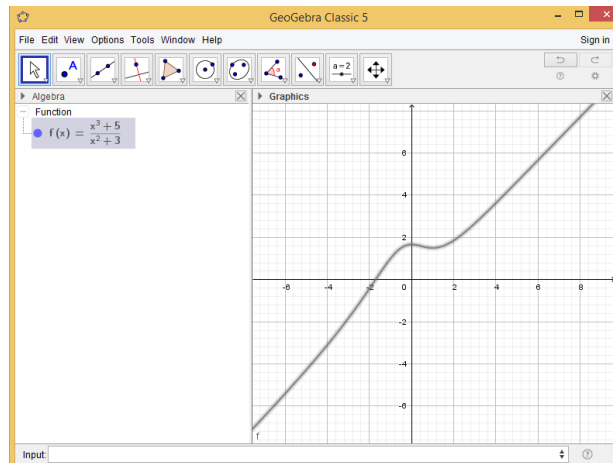 GeoGebra Classic 5
File Edit View Options Tools Window Help
Sign in
A
α
a=2
Algebra
Function
f(x) = (x³ + 5)/(x² + 3)
Graphics
6
4
2
0
-2
-4
-6
-6
-4
-2
2
4
6
8
f
Input: